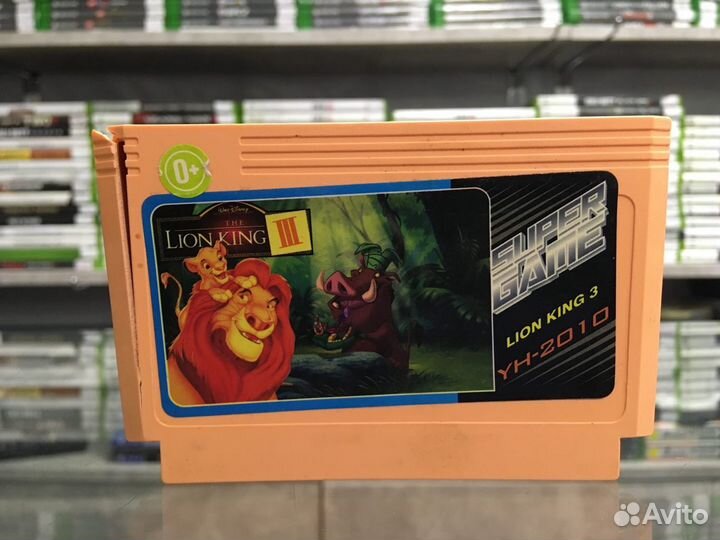 0+
Walt Disney
THE
LION KING
III
SUPER
GAME
LION KING 3
YH-2010
Avito